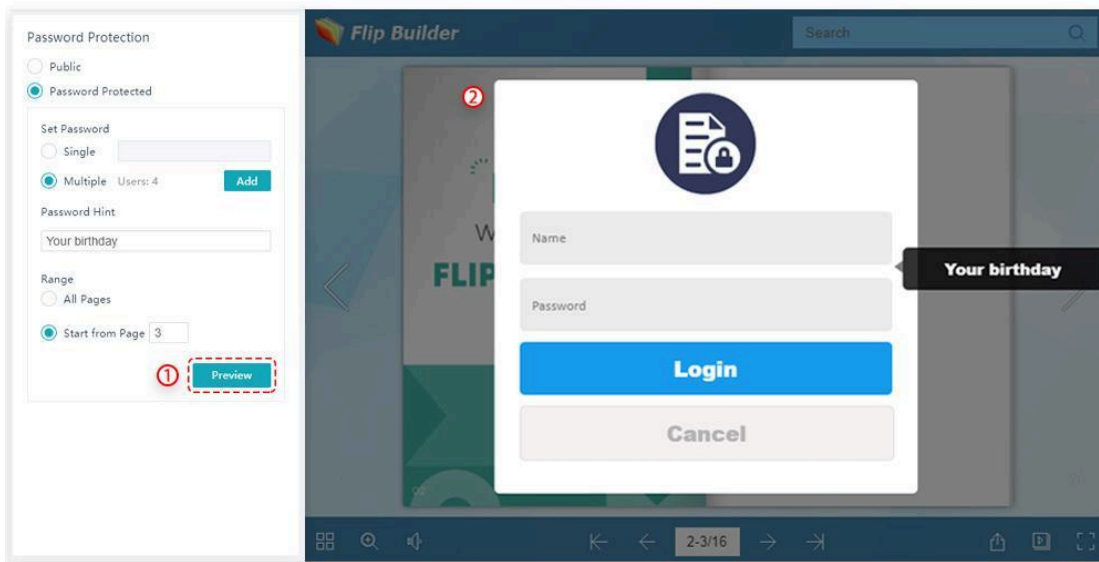 Password Protection
Public
Password Protected
Set Password
Single
Multiple Users: 4 Add
Password Hint
Your birthday
Range
All Pages
Start from Page 3
① Preview
Flip Builder
Search
②
W
FLIP
Name
Your birthday
Password
Login
Cancel
02
2-3/16